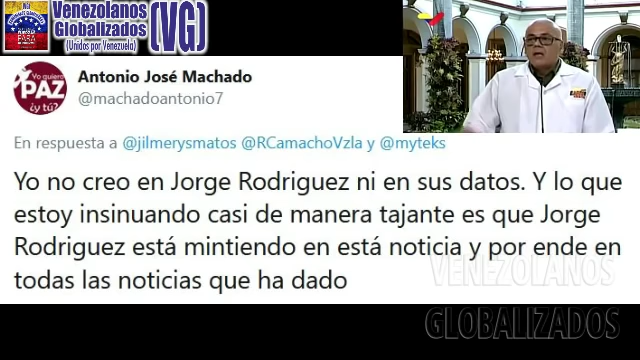 Venezolanos
Globalizados
(Unidos por Venezuela)
(VG)
Yo quiero
PAZ
¿y tú?
Antonio José Machado
@machadoantonio7
En respuesta a @jilmerysmatos @RCamachoVzla y @myteks
Yo no creo en Jorge Rodriguez ni en sus datos. Y lo que
estoy insinuando casi de manera tajante es que Jorge
Rodriguez está mintiendo en está noticia y por ende en
todas las noticias que ha dado
VENEZOLANOS
GLOBALIZADOS